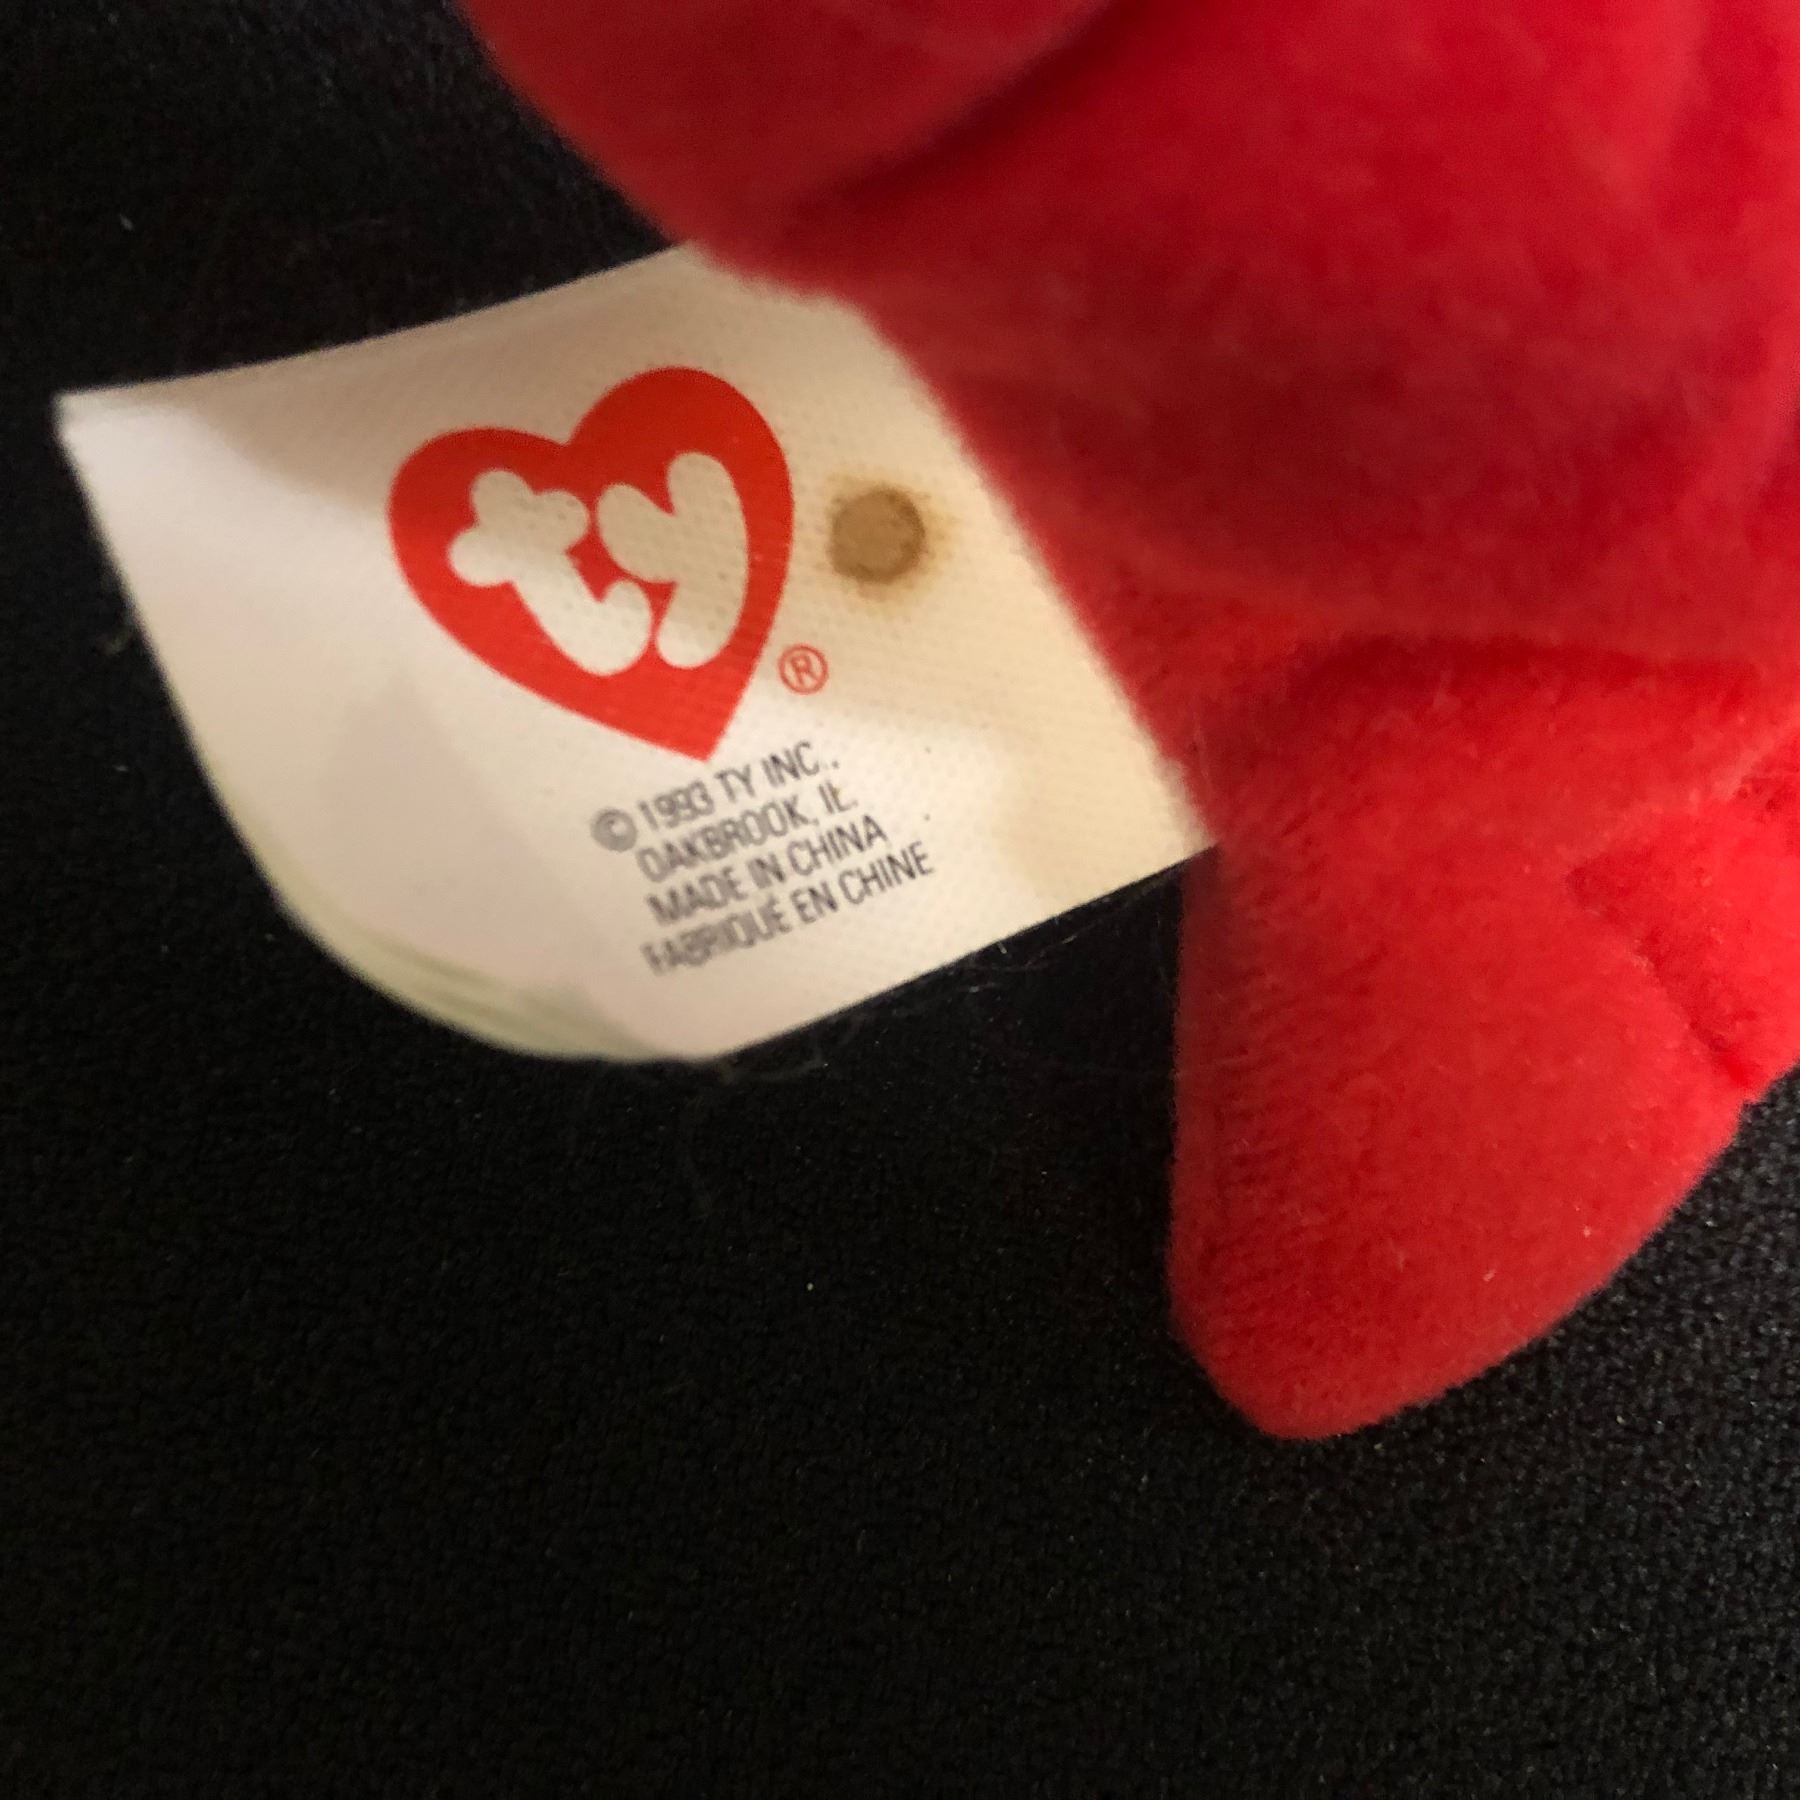 ty
®
© 1993 TY INC.,
OAKBROOK, IL.
MADE IN CHINA
FABRIQUÉ EN CHINE